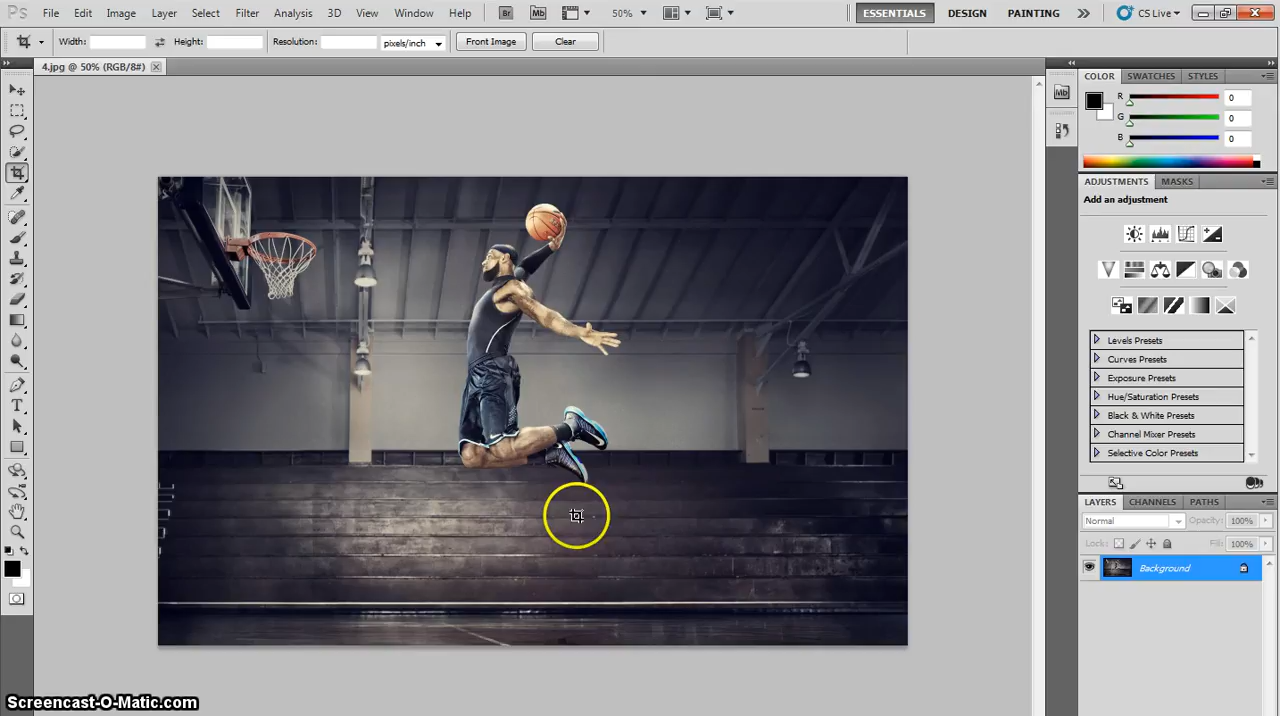 Ps File Edit Image Layer Select Filter Analysis 3D View Window Help Br Mb 50% ESSENTIALS DESIGN PAINTING CS Live
Width: Height: Resolution: pixels/inch Front Image Clear
4.jpg @ 50% (RGB/8#)
COLOR SWATCHES STYLES
Mb
R 0
G 0
B 0
ADJUSTMENTS MASKS
Add an adjustment
Levels Presets
Curves Presets
Exposure Presets
Hue/Saturation Presets
Black & White Presets
Channel Mixer Presets
Selective Color Presets
LAYERS CHANNELS PATHS
Normal Opacity: 100%
Lock: Fill: 100%
Background
T
Screencast-O-Matic.com